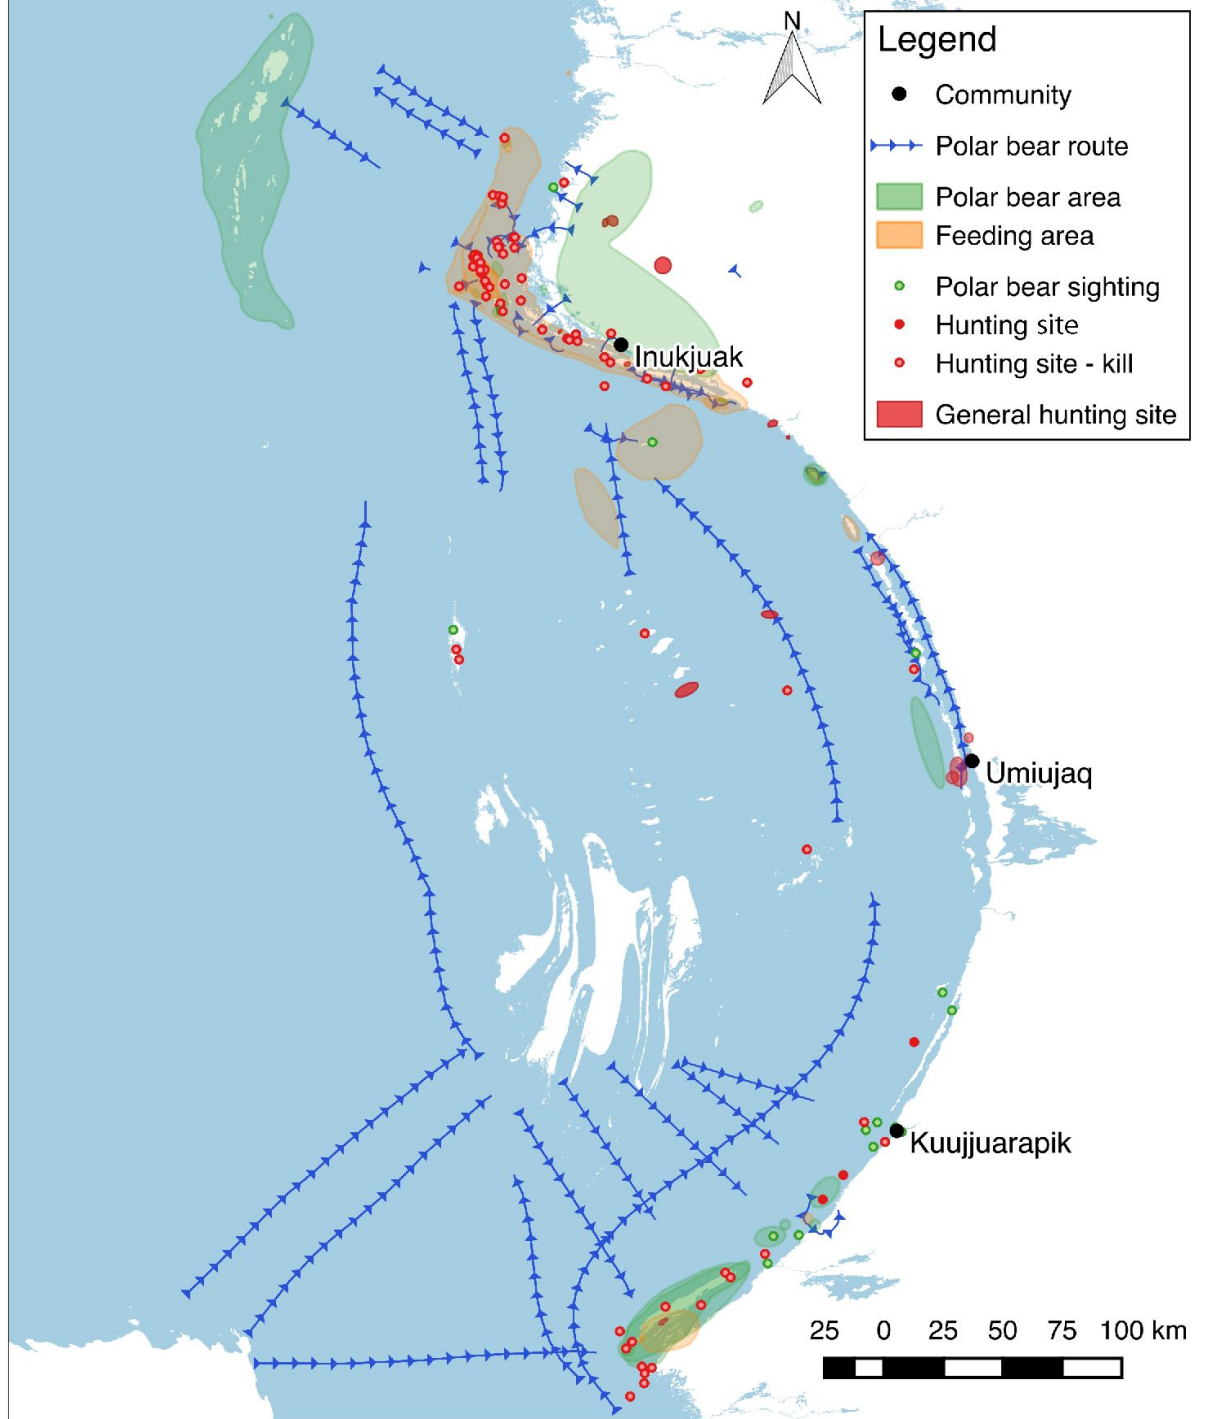 N
Legend
Community
Polar bear route
Polar bear area
Feeding area
Polar bear sighting
Hunting site
Hunting site - kill
General hunting site
Inukjuak
Umiujaq
Kuujjuarapik
25 0 25 50 75 100 km